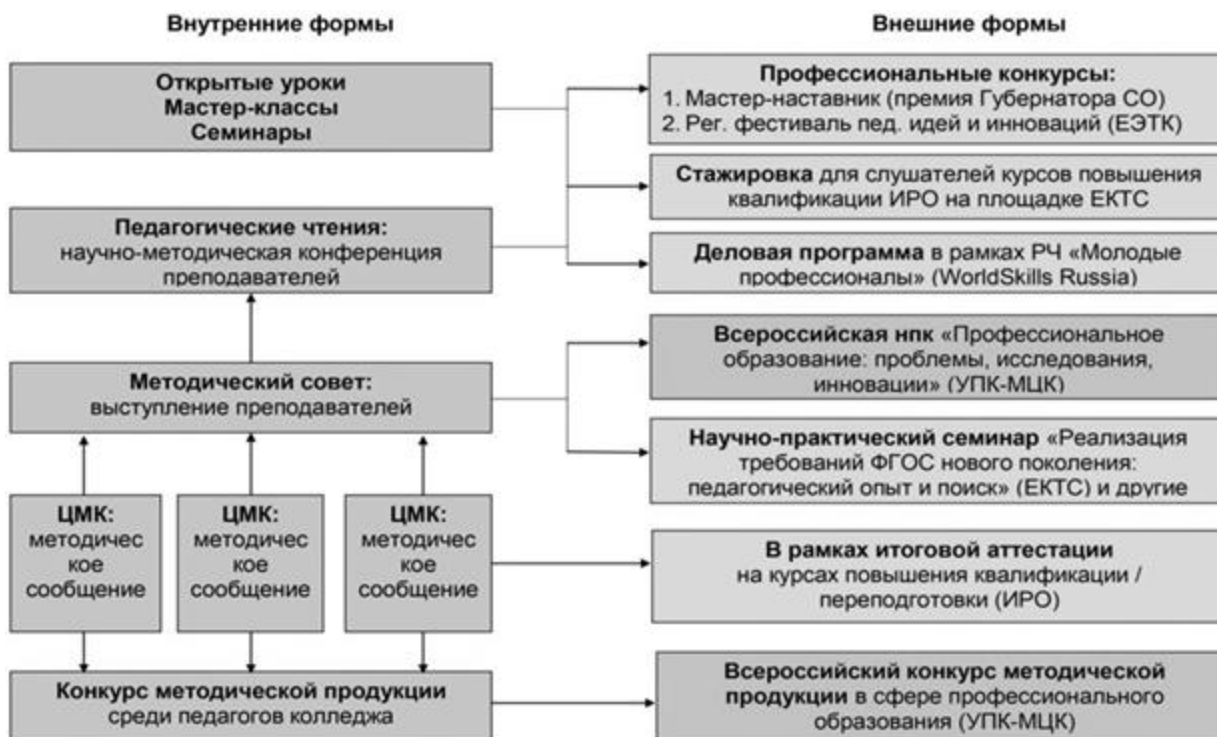 Внутренние формы
Внешние формы
Открытые уроки
Мастер-классы
Семинары
Профессиональные конкурсы:
1. Мастер-наставник (премия Губернатора СО)
2. Рег. фестиваль пед. идей и инноваций (ЕЭТК)
Стажировка для слушателей курсов повышения
квалификации ИРО на площадке ЕКТС
Педагогические чтения:
научно-методическая конференция
преподавателей
Деловая программа в рамках РЧ «Молодые
профессионалы» (WorldSkills Russia)
Методический совет:
выступление преподавателей
Всероссийская нпк «Профессиональное
образование: проблемы, исследования,
инновации» (УПК-МЦК)
Научно-практический семинар «Реализация
требований ФГОС нового поколения:
педагогический опыт и поиск» (ЕКТС) и другие
ЦМК:
методичес
кое
сообщение
ЦМК:
методичес
кое
сообщение
ЦМК:
методичес
кое
сообщение
В рамках итоговой аттестации
на курсах повышения квалификации /
переподготовки (ИРО)
Конкурс методической продукции
среди педагогов колледжа
Всероссийский конкурс методической
продукции в сфере профессионального
образования (УПК-МЦК)